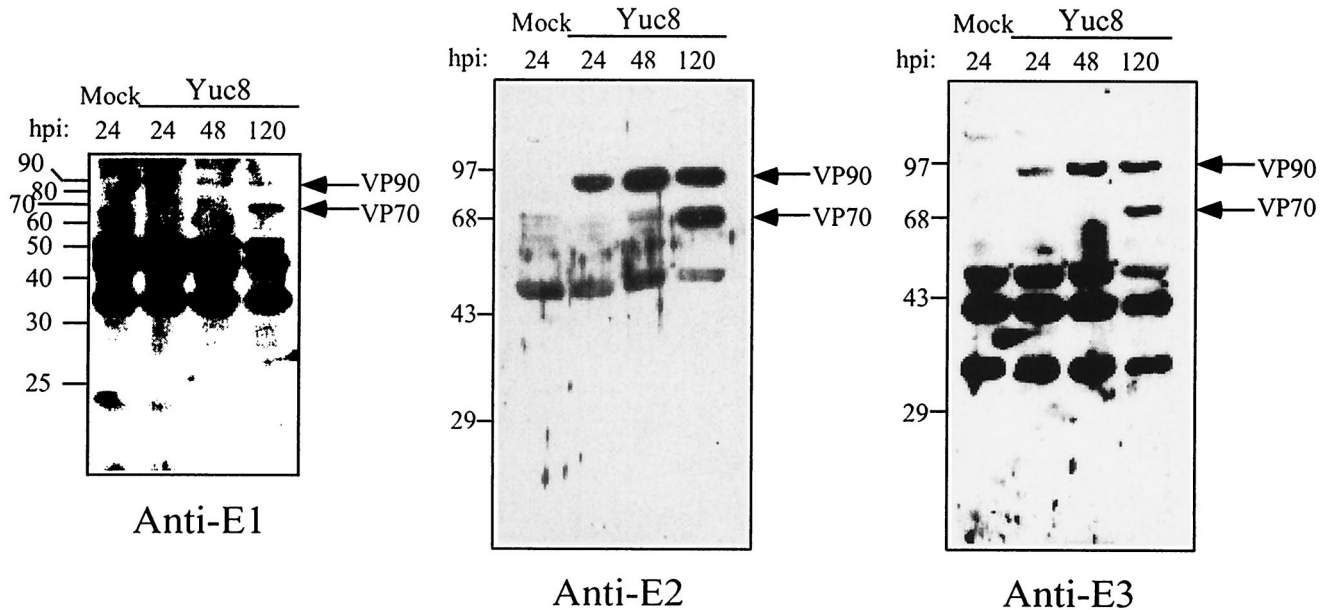 Mock Yuc8
hpi: 24 24 48 120
90
80
70
60
50
40
30
25
VP90
VP70
Anti-E1
Mock Yuc8
hpi: 24 24 48 120
97
68
43
29
VP90
VP70
Anti-E2
Mock Yuc8
hpi: 24 24 48 120
97
68
43
29
VP90
VP70
Anti-E3